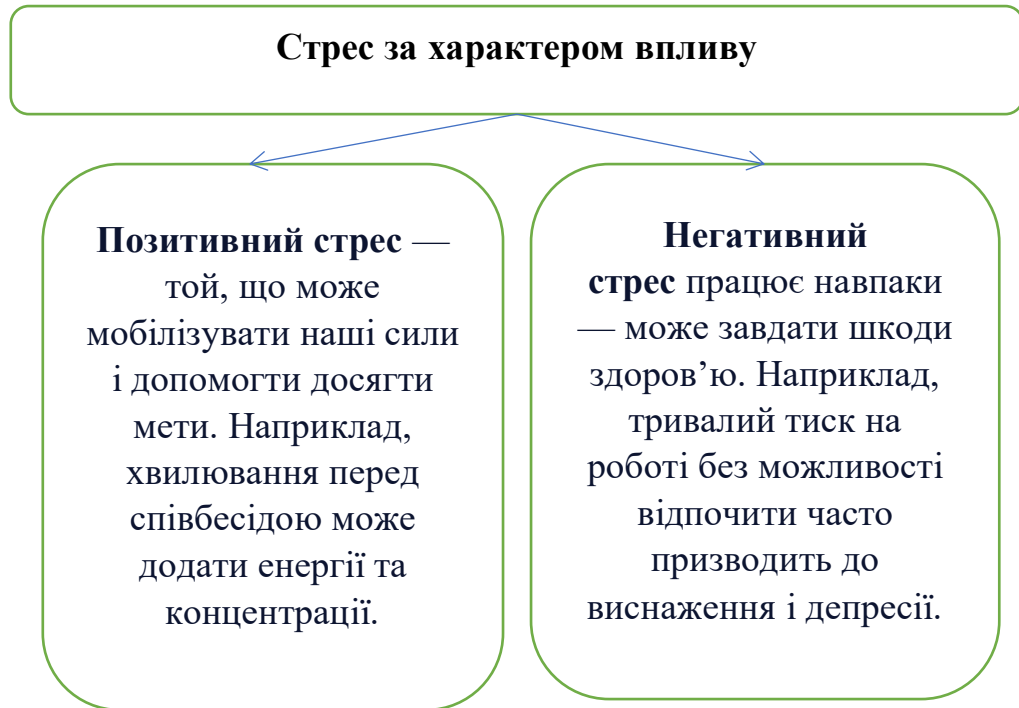 Стрес за характером впливу
Позитивний стрес —
той, що може
мобілізувати наші сили
і допомогти досягти
мети. Наприклад,
хвилювання перед
співбесідою може
додати енергії та
концентрації.
Негативний
стрес працює навпаки
— може завдати шкоди
здоров’ю. Наприклад,
тривалий тиск на
роботі без можливості
відпочити часто
призводить до
виснаження і депресії.